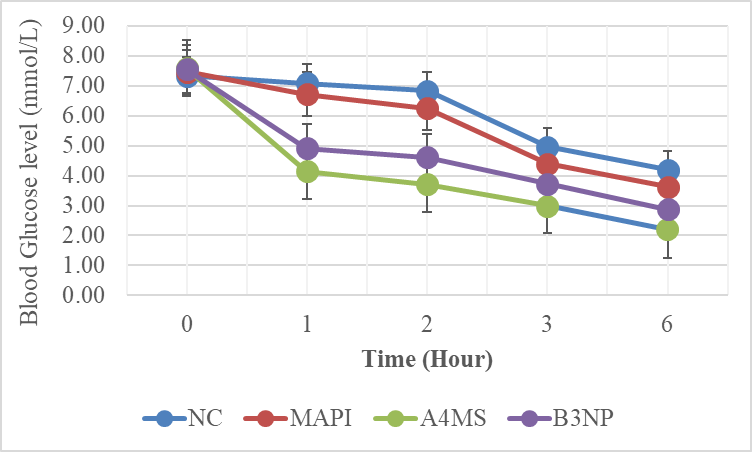 9.00
8.00
7.00
6.00
5.00
4.00
3.00
2.00
1.00
0.00
Blood Glucose level (mmol/L)
0 1 2 3 6
Time (Hour)
NC MAPI A4MS B3NP